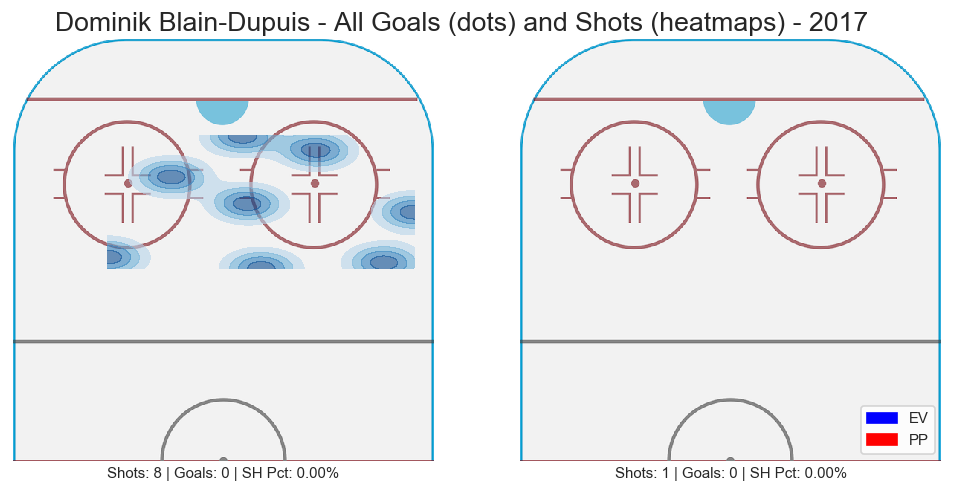 Dominik Blain-Dupuis - All Goals (dots) and Shots (heatmaps) - 2017
EV
PP
Shots: 8 | Goals: 0 | SH Pct: 0.00%
Shots: 1 | Goals: 0 | SH Pct: 0.00%